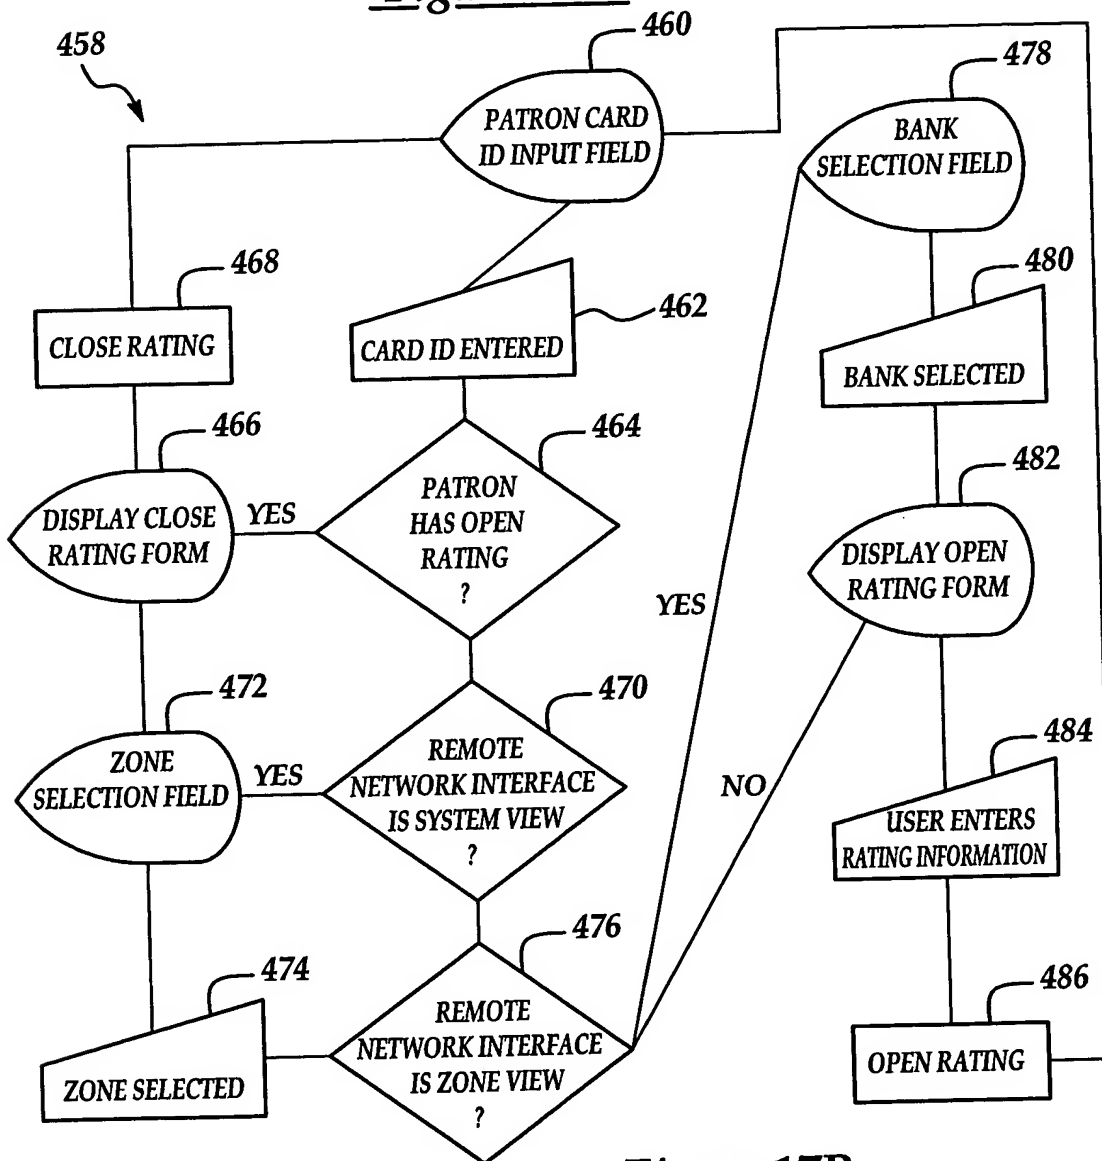 458
460
PATRON CARD
ID INPUT FIELD
478
BANK
SELECTION FIELD
468
CLOSE RATING
462
CARD ID ENTERED
480
BANK SELECTED
466
DISPLAY CLOSE
RATING FORM
YES
464
PATRON
HAS OPEN
RATING
?
482
DISPLAY OPEN
RATING FORM
YES
472
ZONE
SELECTION FIELD
YES
470
REMOTE
NETWORK INTERFACE
IS SYSTEM VIEW
?
NO
484
USER ENTERS
RATING INFORMATION
474
ZONE SELECTED
476
REMOTE
NETWORK INTERFACE
IS ZONE VIEW
?
486
OPEN RATING